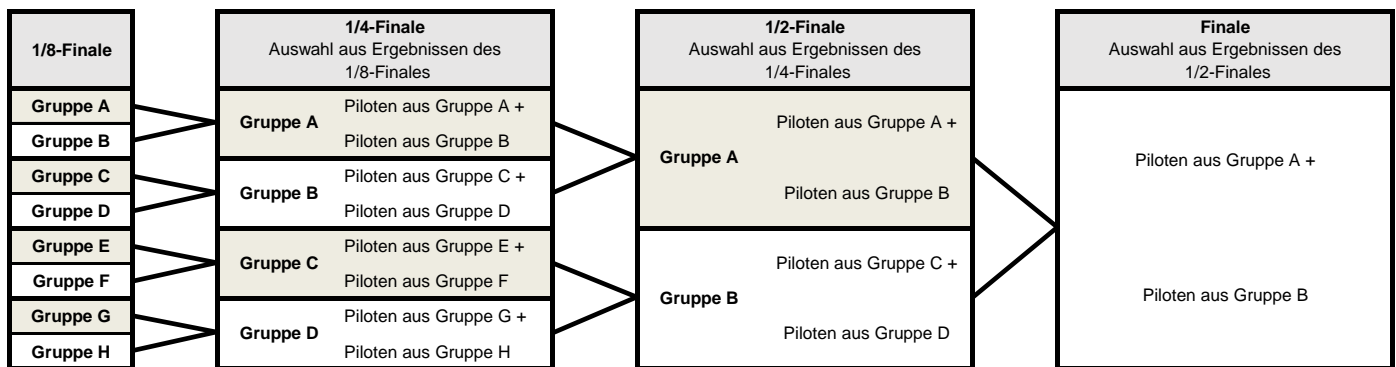 1/8-Finale
Gruppe A
Gruppe B
Gruppe C
Gruppe D
Gruppe E
Gruppe F
Gruppe G
Gruppe H
1/4-Finale
Auswahl aus Ergebnissen des
1/8-Finales
Gruppe A
Piloten aus Gruppe A +
Piloten aus Gruppe B
Gruppe B
Piloten aus Gruppe C +
Piloten aus Gruppe D
Gruppe C
Piloten aus Gruppe E +
Piloten aus Gruppe F
Gruppe D
Piloten aus Gruppe G +
Piloten aus Gruppe H
1/2-Finale
Auswahl aus Ergebnissen des
1/4-Finales
Gruppe A
Piloten aus Gruppe A +
Piloten aus Gruppe B
Gruppe B
Piloten aus Gruppe C +
Piloten aus Gruppe D
Finale
Auswahl aus Ergebnissen des
1/2-Finales
Piloten aus Gruppe A +
Piloten aus Gruppe B